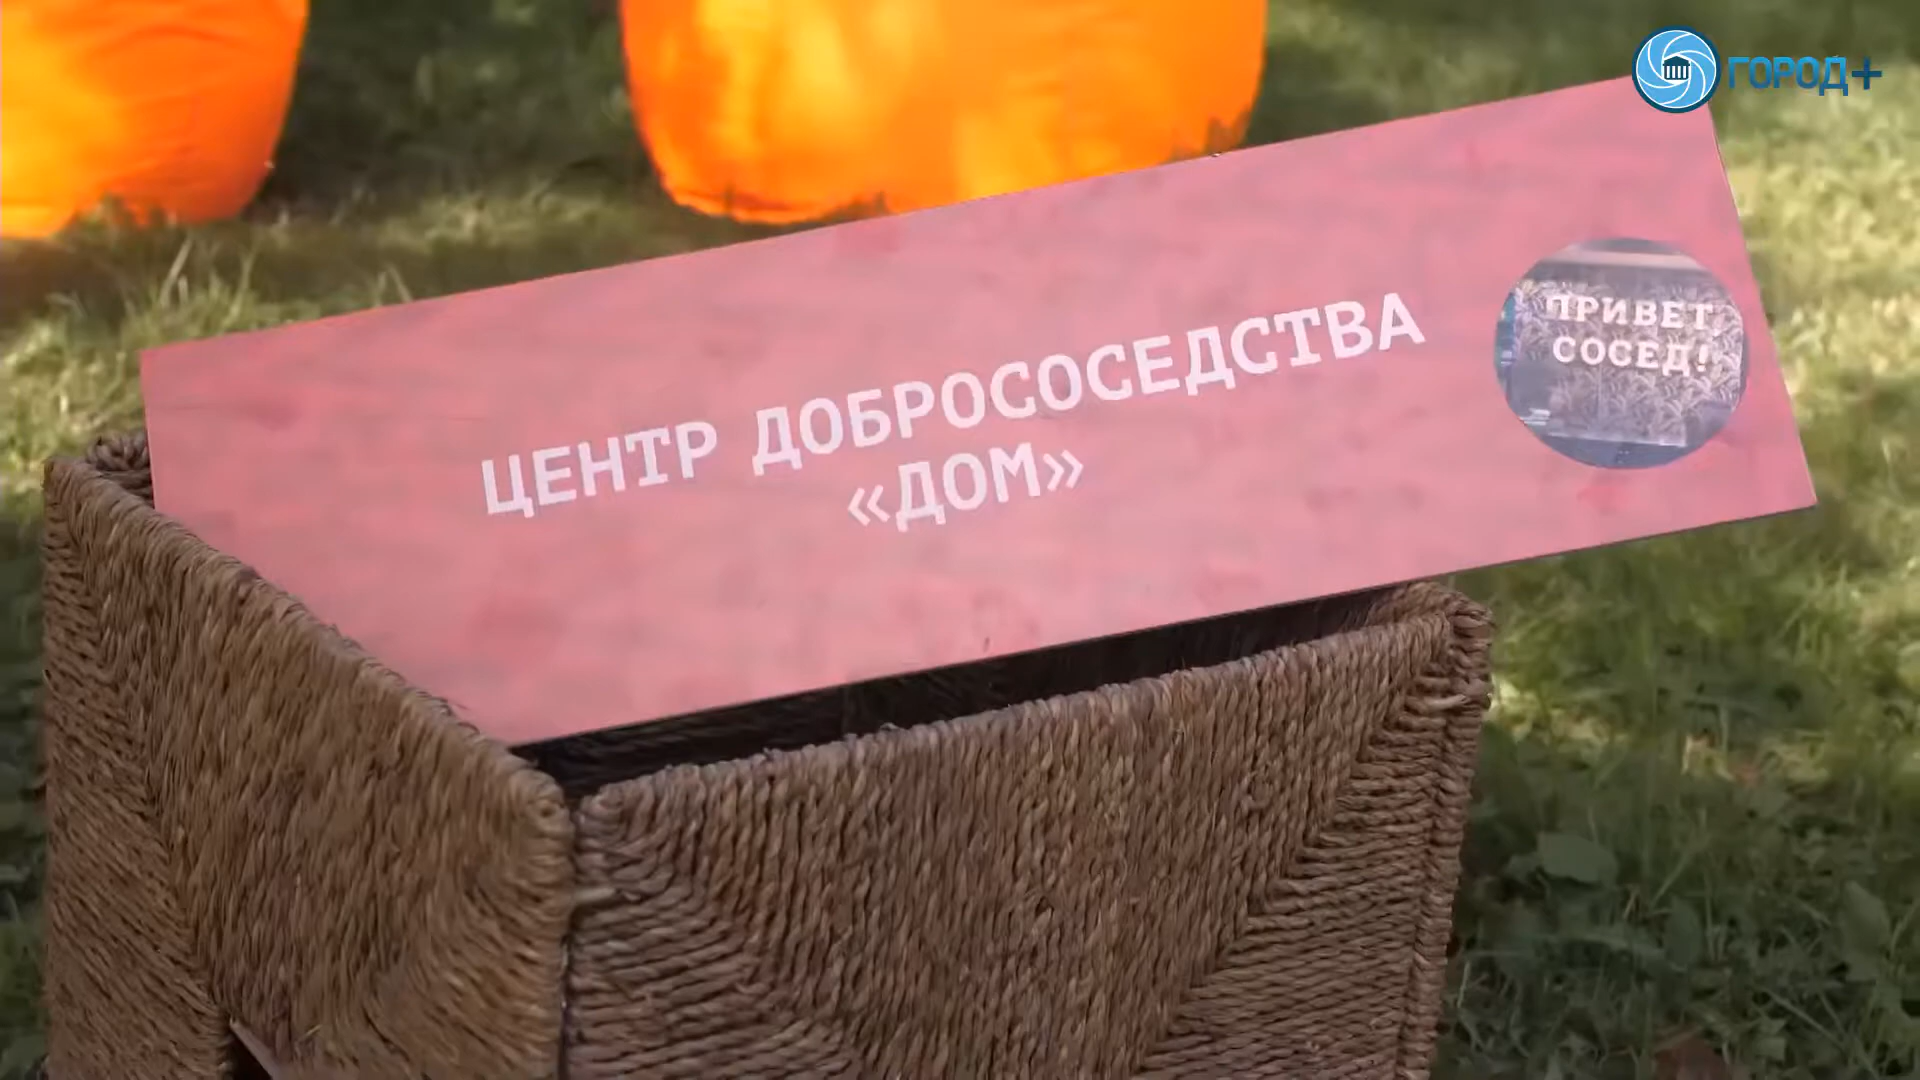 ГОРОД+
ЦЕНТР ДОБРОСОСЕДСТВА
«ДОМ»
ПРИВЕТ
СОСЕД!